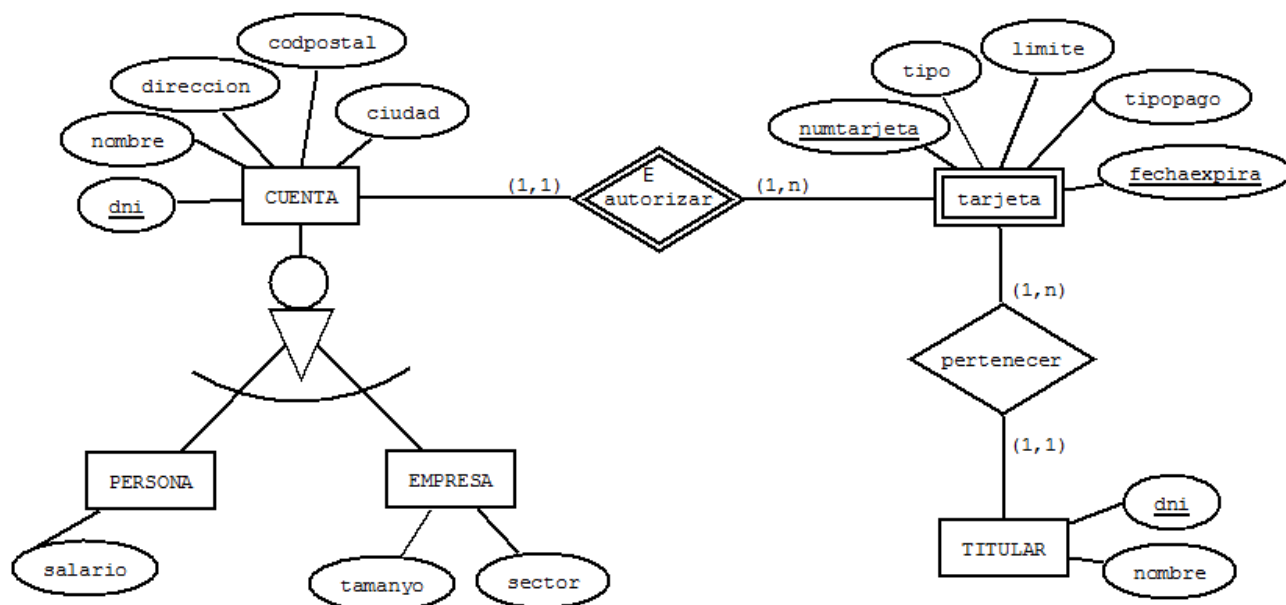 codpostal
direccion
ciudad
nombre
dni
CUENTA
(1,1)
E
autorizar
(1,n)
limite
tipo
tipopago
numtarjeta
fechaexpira
tarjeta
(1,n)
pertenecer
(1,1)
PERSONA
EMPRESA
salario
tamanyo
sector
TITULAR
dni
nombre